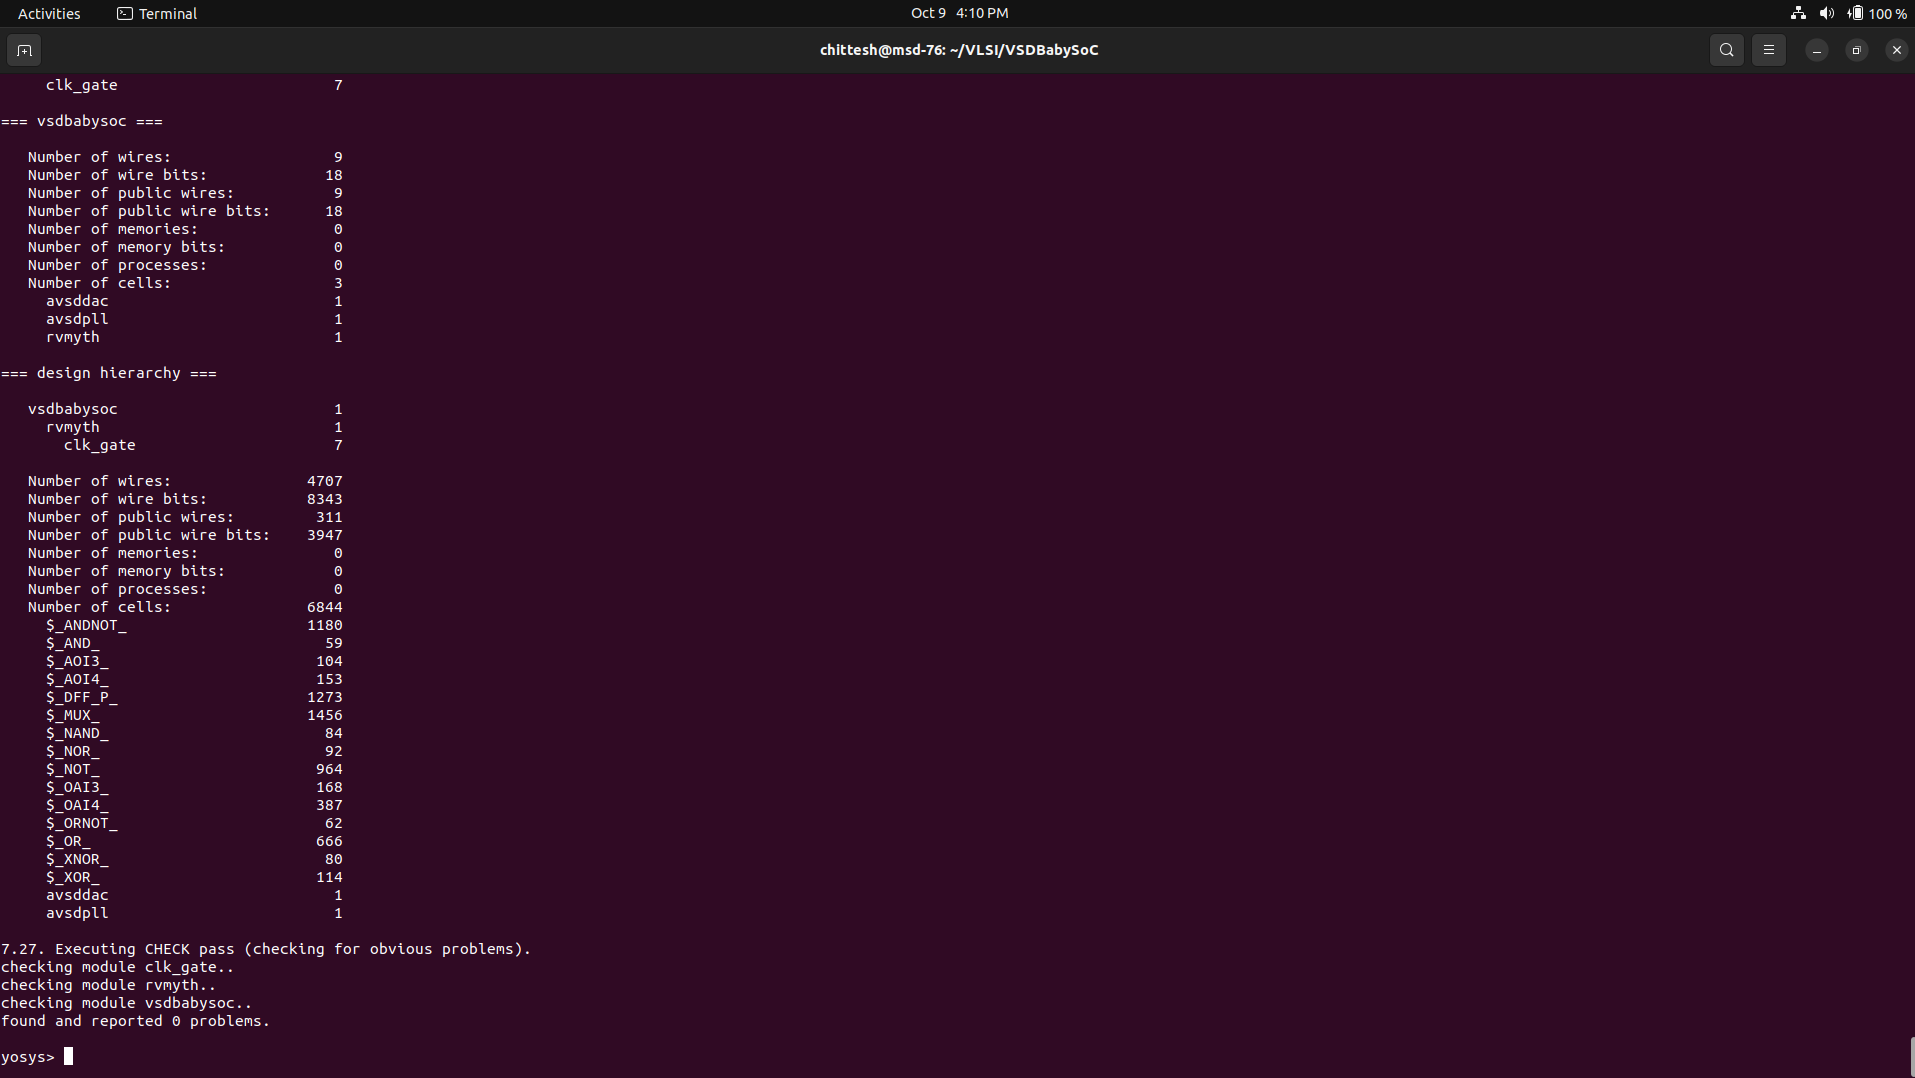 Activities Terminal Oct 9 4:10 PM 100 %
chittesh@msd-76: ~/VLSI/VSDBabySoC
     clk_gate                        7

=== vsdbabysoc ===

   Number of wires:                  9
   Number of wire bits:             18
   Number of public wires:           9
   Number of public wire bits:      18
   Number of memories:               0
   Number of memory bits:            0
   Number of processes:              0
   Number of cells:                  3
     avsddac                         1
     avsdpll                         1
     rvmyth                          1

=== design hierarchy ===

   vsdbabysoc                        1
     rvmyth                          1
       clk_gate                      7

   Number of wires:               4707
   Number of wire bits:           8343
   Number of public wires:         311
   Number of public wire bits:    3947
   Number of memories:               0
   Number of memory bits:            0
   Number of processes:              0
   Number of cells:               6844
     $_ANDNOT_                    1180
     $_AND_                         59
     $_AOI3_                       104
     $_AOI4_                       153
     $_DFF_P_                     1273
     $_MUX_                       1456
     $_NAND_                        84
     $_NOR_                         92
     $_NOT_                        964
     $_OAI3_                       168
     $_OAI4_                       387
     $_ORNOT_                       62
     $_OR_                         666
     $_XNOR_                        80
     $_XOR_                        114
     avsddac                         1
     avsdpll                         1

7.27. Executing CHECK pass (checking for obvious problems).
checking module clk_gate..
checking module rvmyth..
checking module vsdbabysoc..
found and reported 0 problems.

yosys>